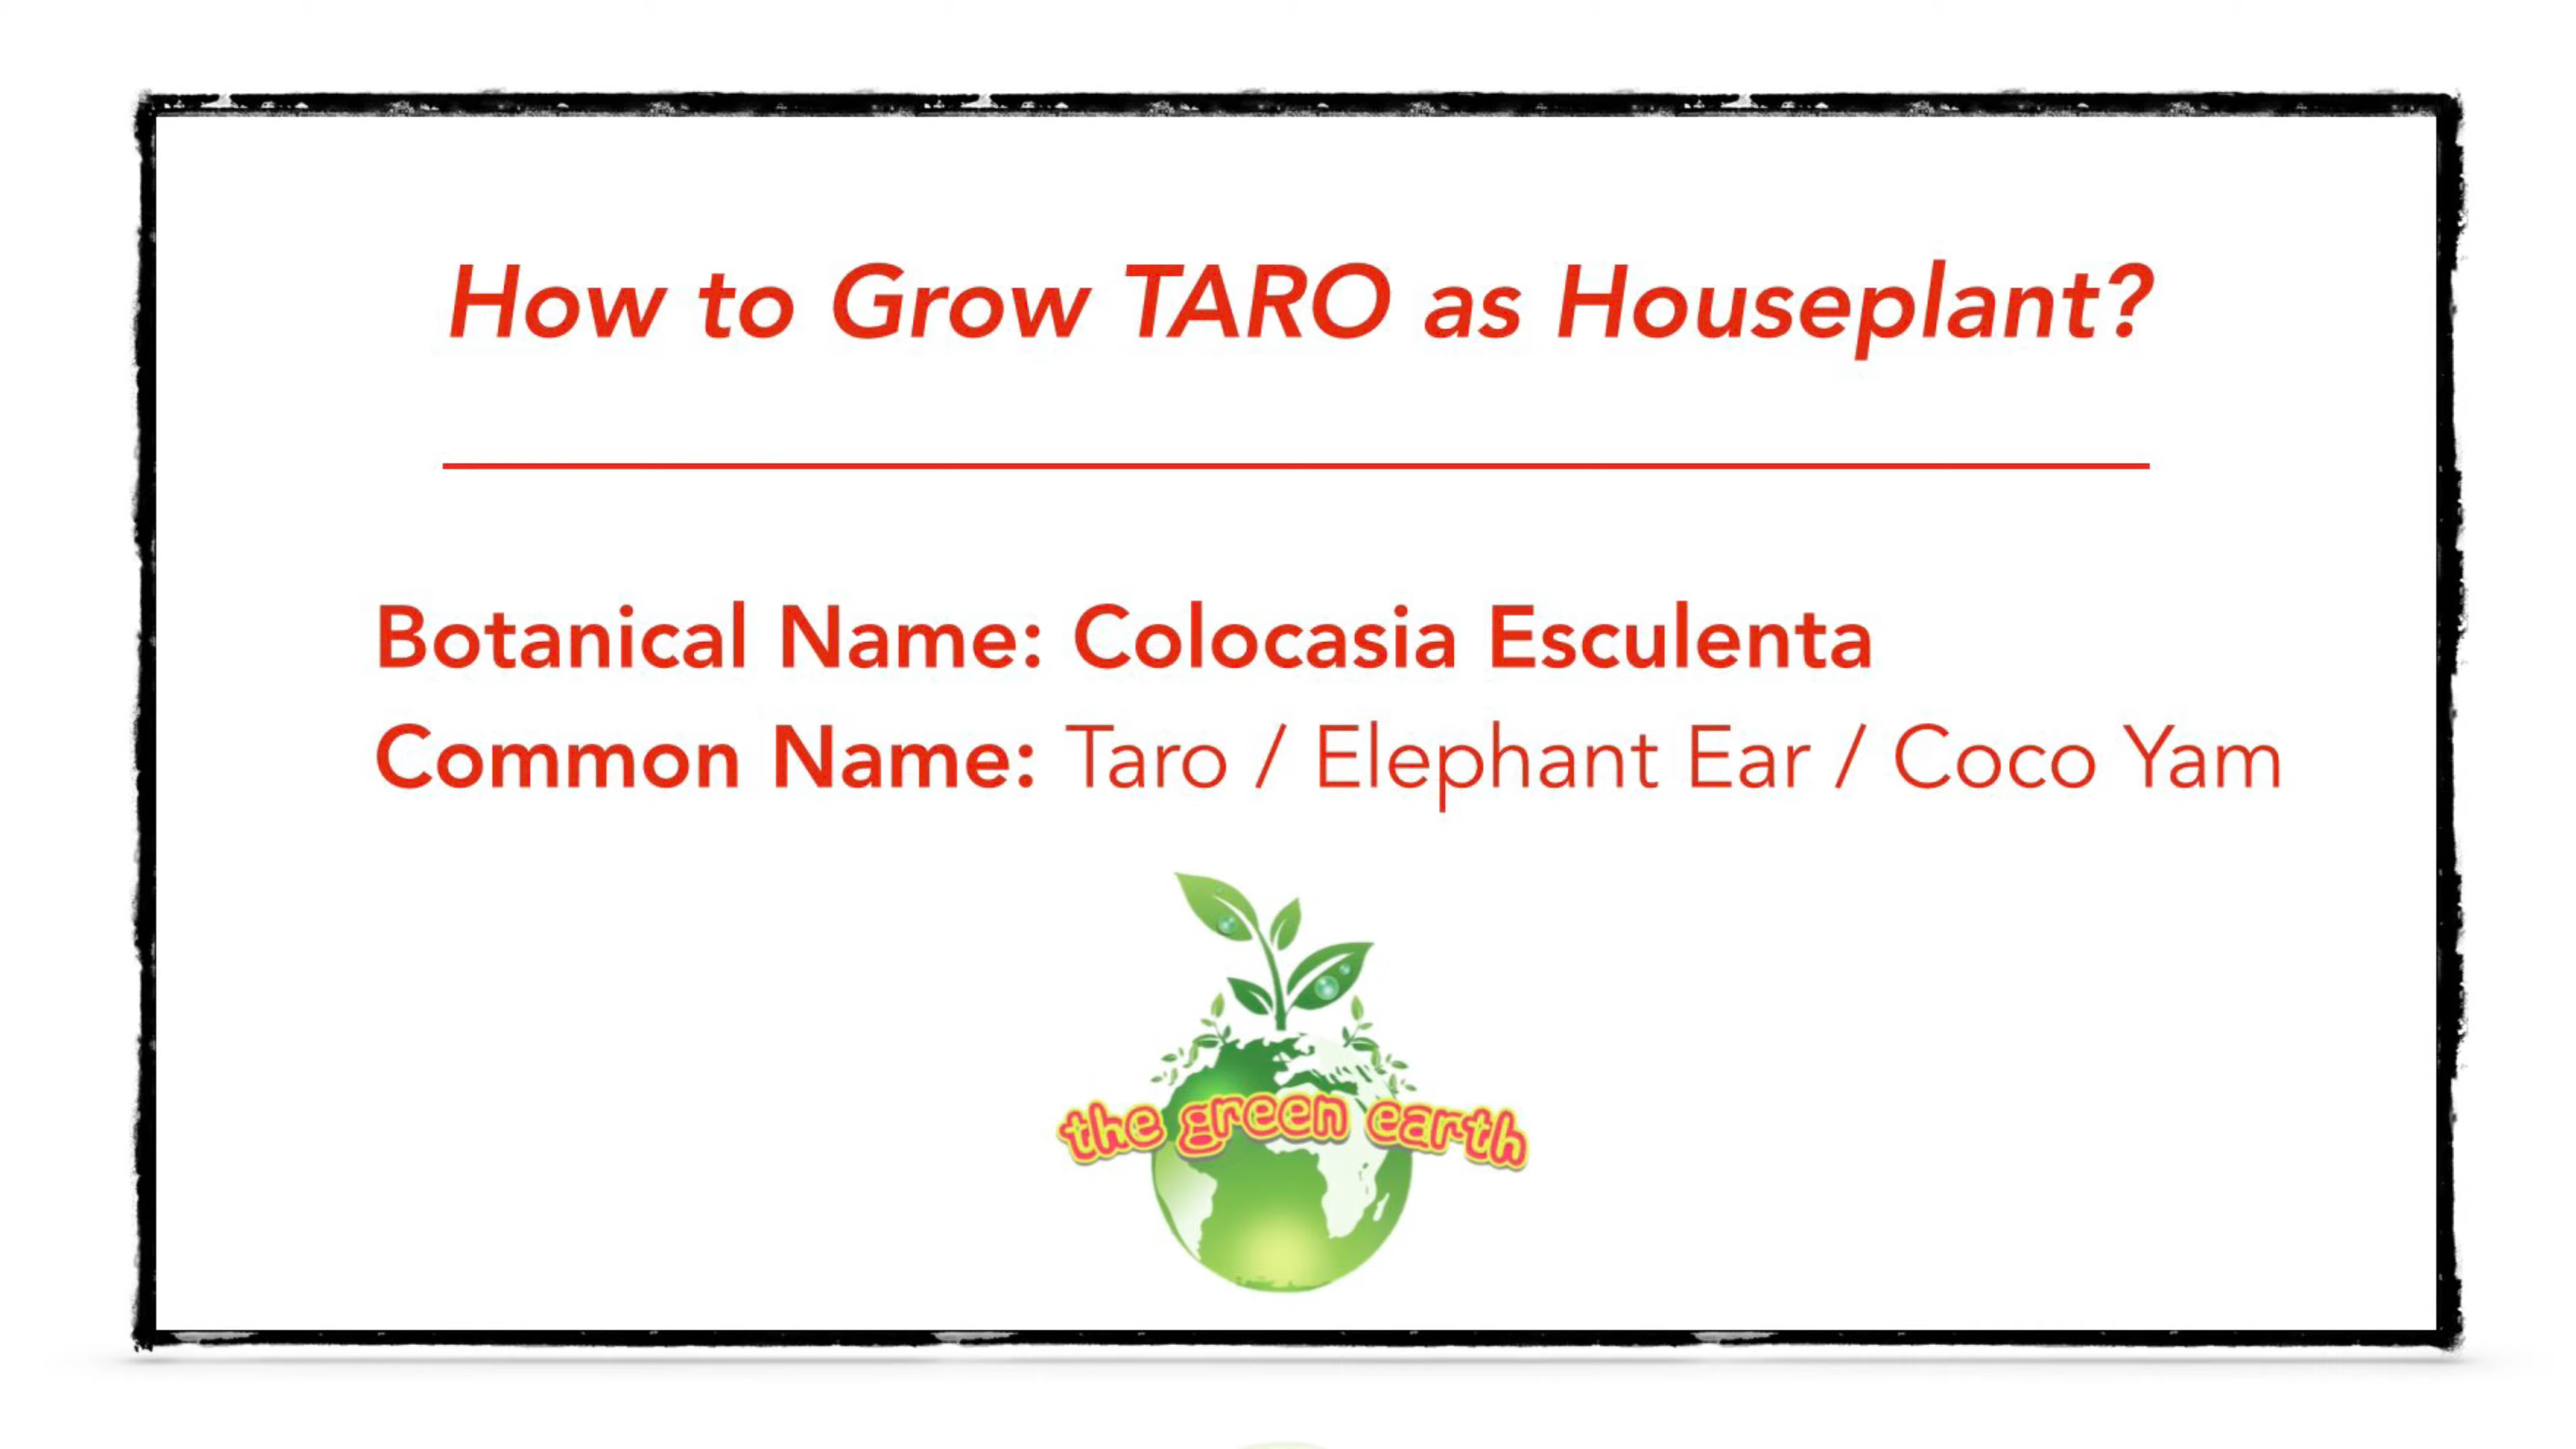 How to Grow TARO as Houseplant?
Botanical Name: Colocasia Esculenta
Common Name: Taro / Elephant Ear / Coco Yam
the green earth